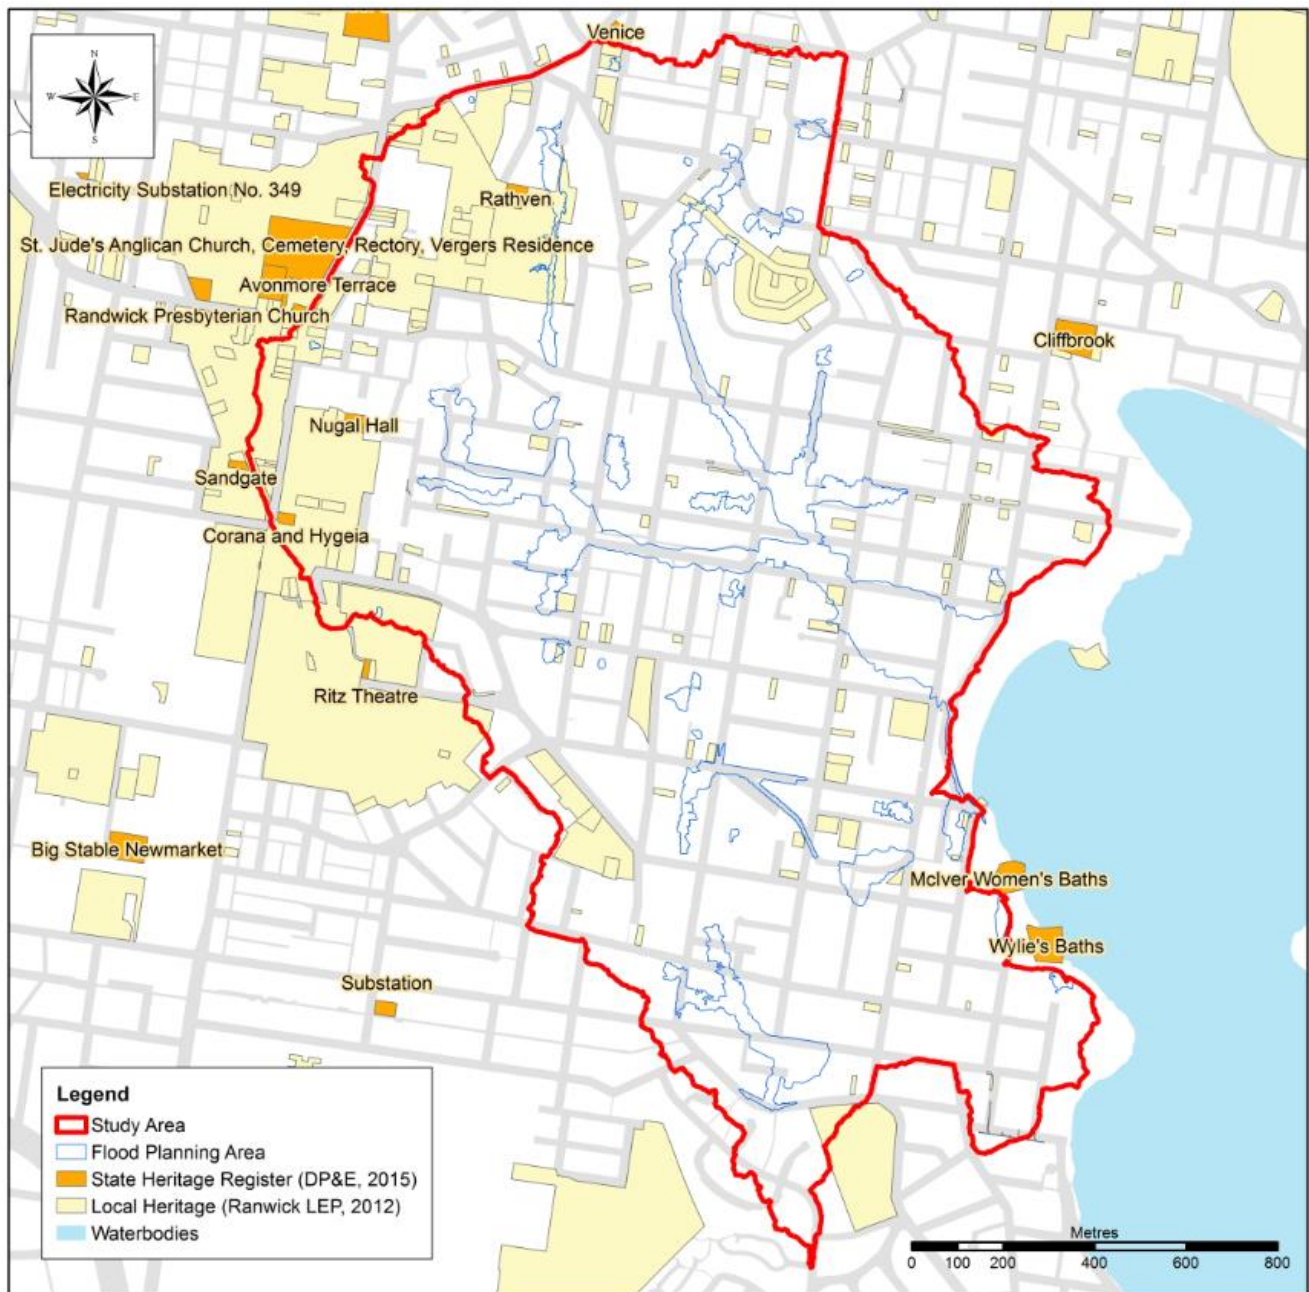 Venice
N
W E
S
Electricity Substation No. 349
Rathven
St. Jude's Anglican Church, Cemetery, Rectory, Vergers Residence
Avonmore Terrace
Randwick Presbyterian Church
Cliffbrook
Nugal Hall
Sandgate
Corana and Hygeia
Ritz Theatre
Big Stable Newmarket
McIver Women's Baths
Wylie's Baths
Substation
Legend
Study Area
Flood Planning Area
State Heritage Register (DP&E, 2015)
Local Heritage (Ranwick LEP, 2012)
Waterbodies
Metres
0 100 200 400 600 800